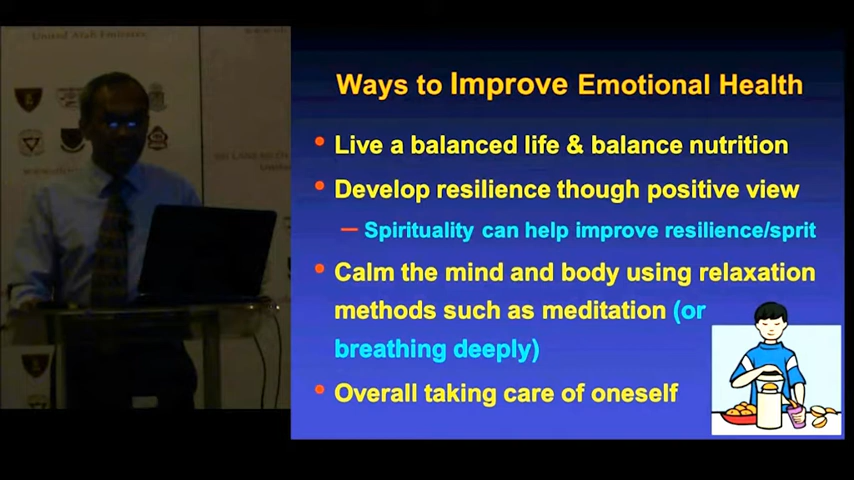 United Arab Emirates
Ways to Improve Emotional Health
• Live a balanced life & balance nutrition
• Develop resilience though positive view
– Spirituality can help improve resilience/sprit
• Calm the mind and body using relaxation
methods such as meditation (or
breathing deeply)
• Overall taking care of oneself